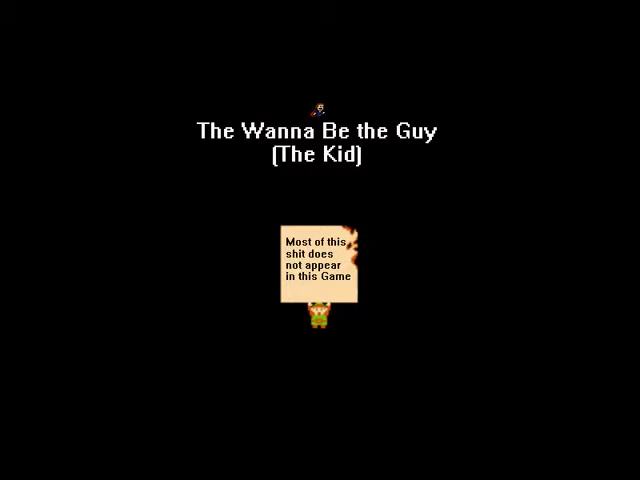 The Wanna Be the Guy
(The Kid)
Most of this
shit does
not appear
in this Game